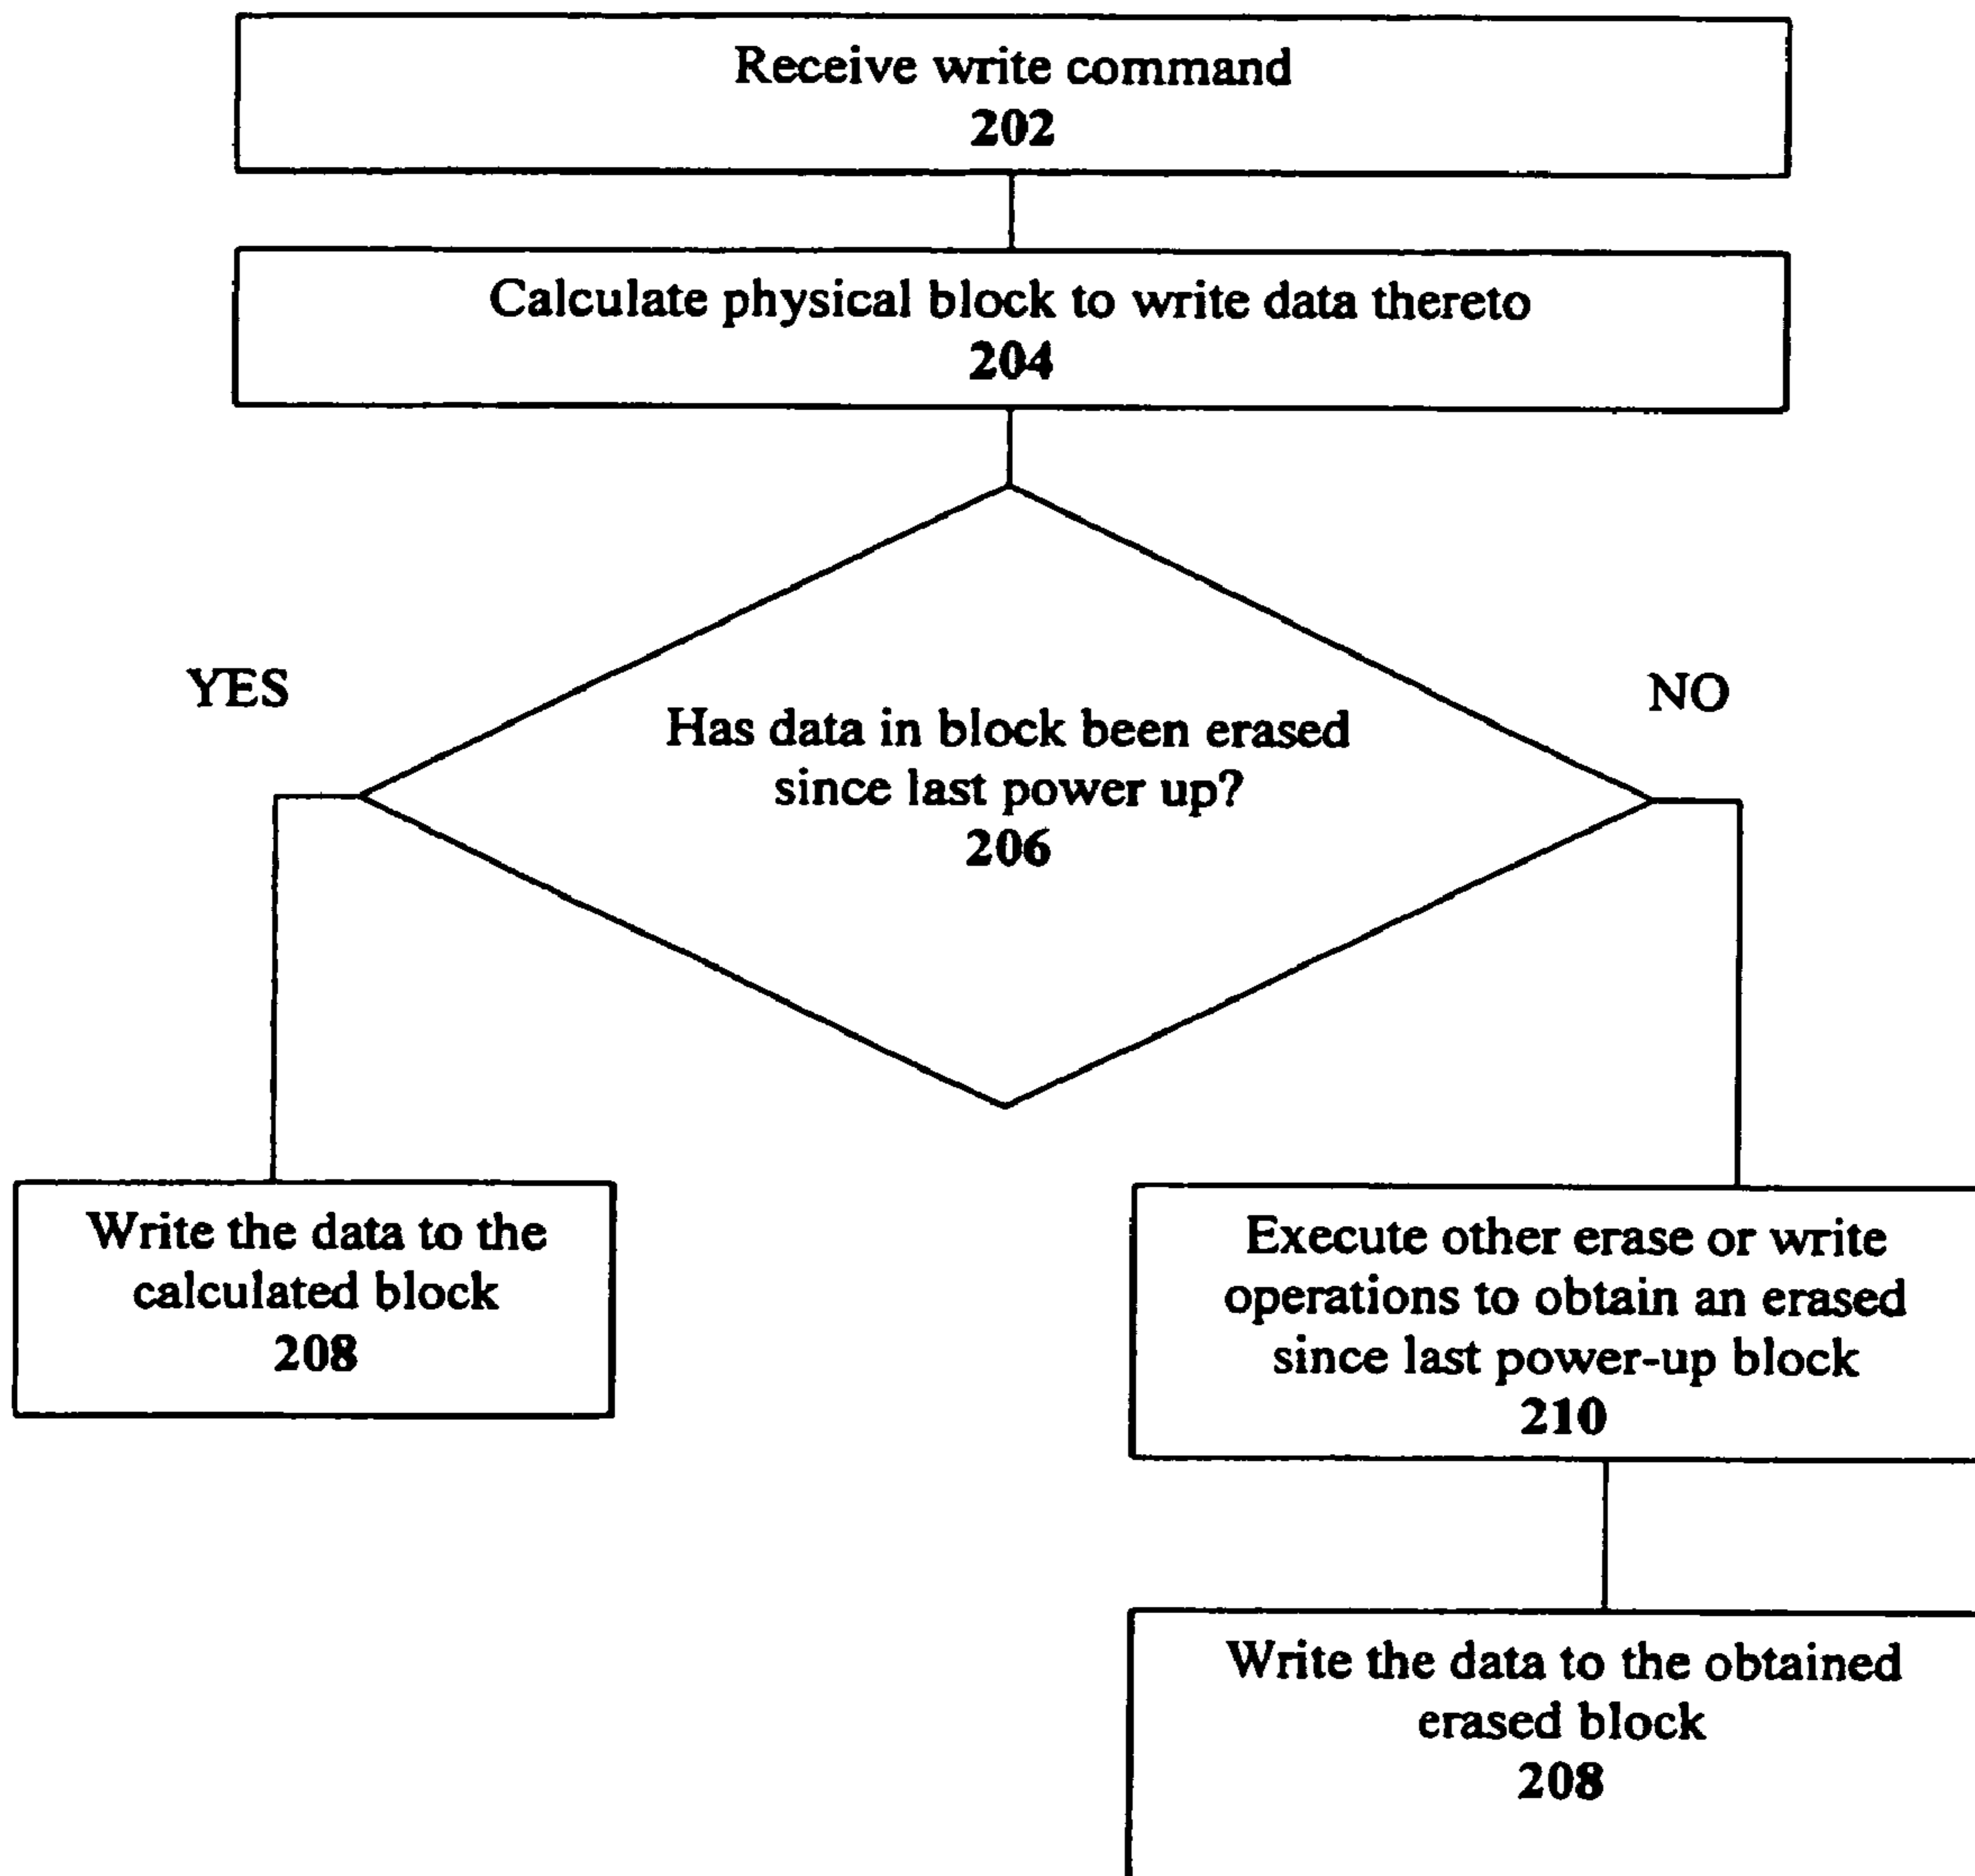 Receive write command
202
Calculate physical block to write data thereto
204
YES
NO
Has data in block been erased
since last power up?
206
Write the data to the
calculated block
208
Execute other erase or write
operations to obtain an erased
since last power-up block
210
Write the data to the obtained
erased block
208